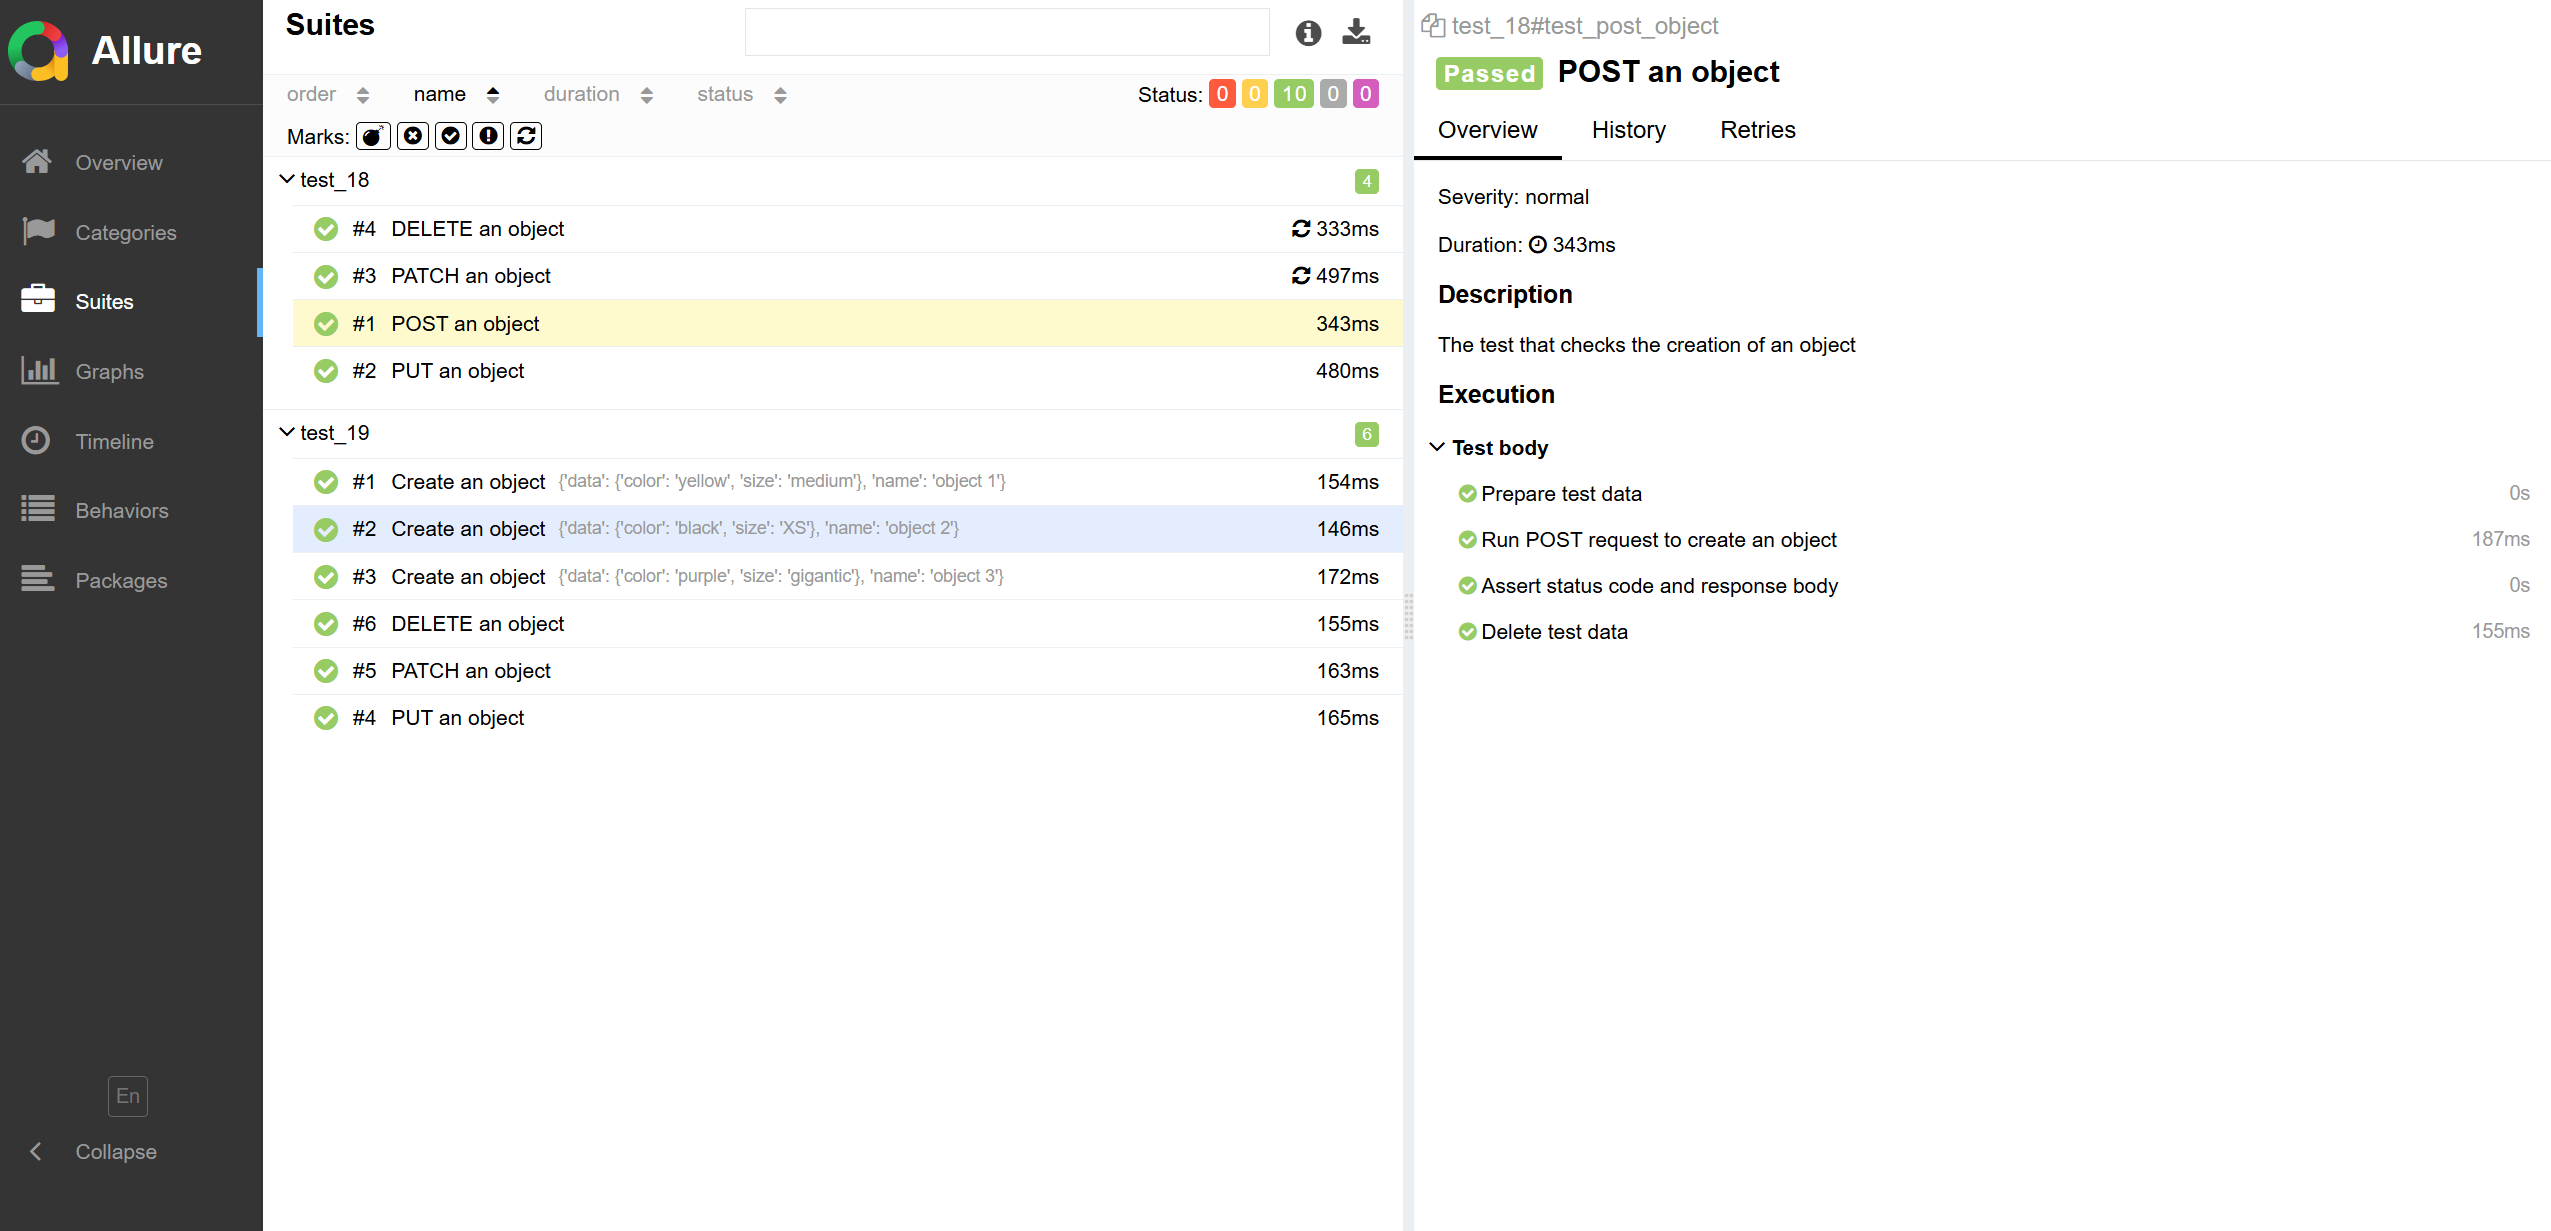 Allure
Overview
Categories
Suites
Graphs
Timeline
Behaviors
Packages
En
Collapse
Suites
order name duration status Status: 0 0 10 0 0
Marks:
test_18 4
#4 DELETE an object 333ms
#3 PATCH an object 497ms
#1 POST an object 343ms
#2 PUT an object 480ms
test_19 6
#1 Create an object {'data': {'color': 'yellow', 'size': 'medium'}, 'name': 'object 1'} 154ms
#2 Create an object {'data': {'color': 'black', 'size': 'XS'}, 'name': 'object 2'} 146ms
#3 Create an object {'data': {'color': 'purple', 'size': 'gigantic'}, 'name': 'object 3'} 172ms
#6 DELETE an object 155ms
#5 PATCH an object 163ms
#4 PUT an object 165ms
test_18#test_post_object
Passed POST an object
Overview History Retries
Severity: normal
Duration: 343ms
Description
The test that checks the creation of an object
Execution
Test body
Prepare test data 0s
Run POST request to create an object 187ms
Assert status code and response body 0s
Delete test data 155ms